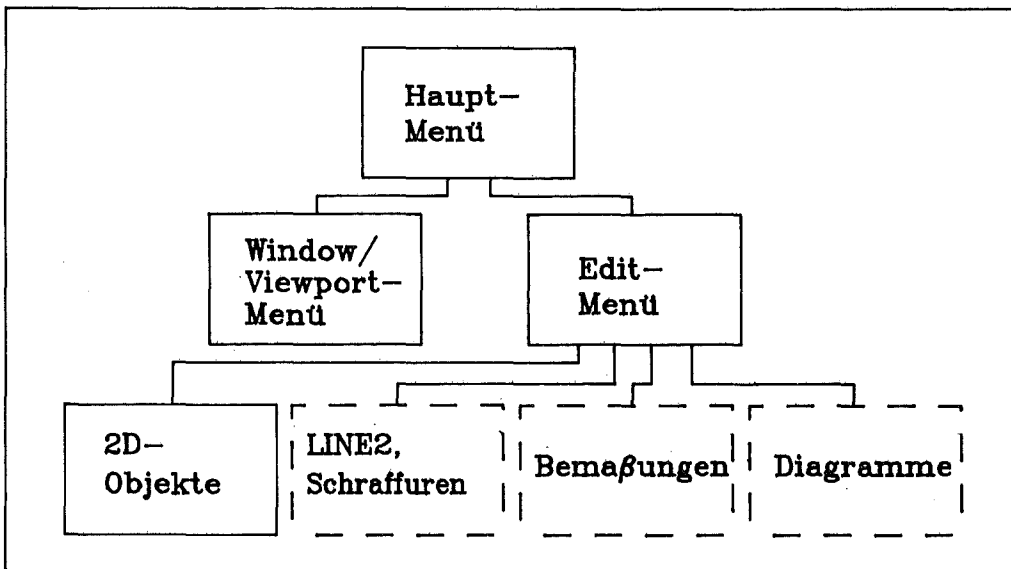 Haupt-
Menü
Window/
Viewport-
Menü
Edit-
Menü
2D-
Objekte
LINE2,
Schraffuren
Bemaßungen
Diagramme